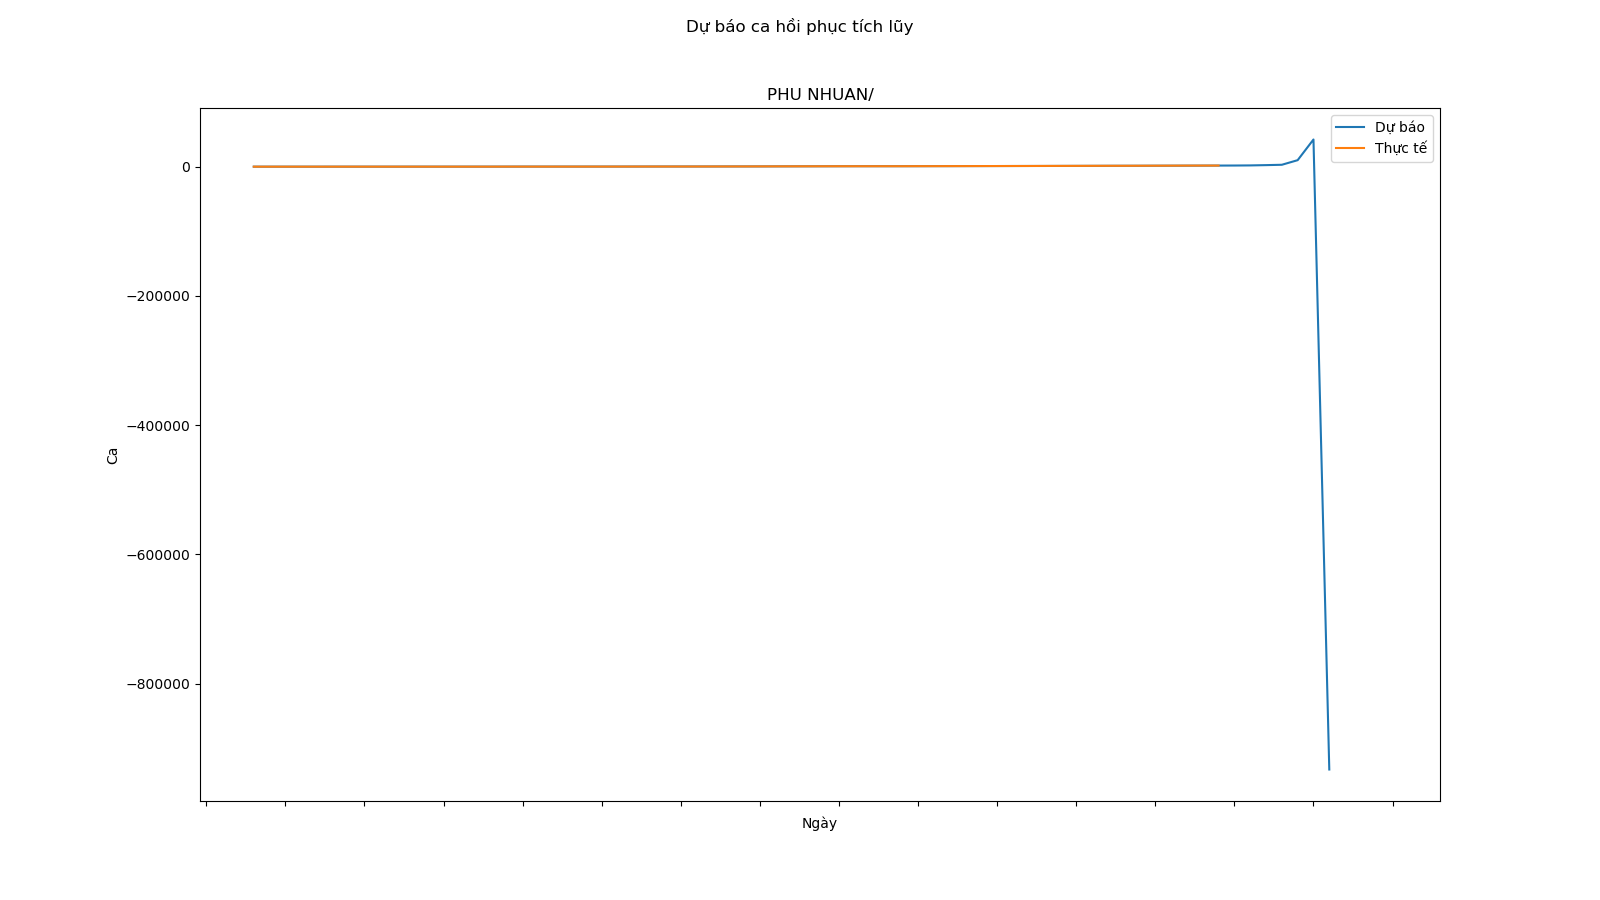 Dự báo ca hồi phục tích lũy
PHU NHUAN/
Dự báo
Thực tế
0
−200000
−400000
−600000
−800000
Ca
Ngày